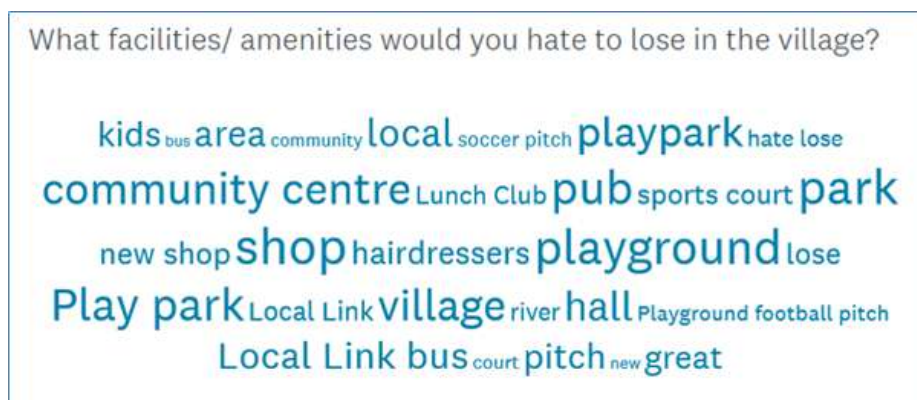 What facilities/ amenities would you hate to lose in the village?
kids bus area community local soccer pitch playpark hate lose
community centre Lunch Club pub sports court park
new shop shop hairdressers playground lose
Play park Local Link village river hall Playground football pitch
Local Link bus court pitch new great